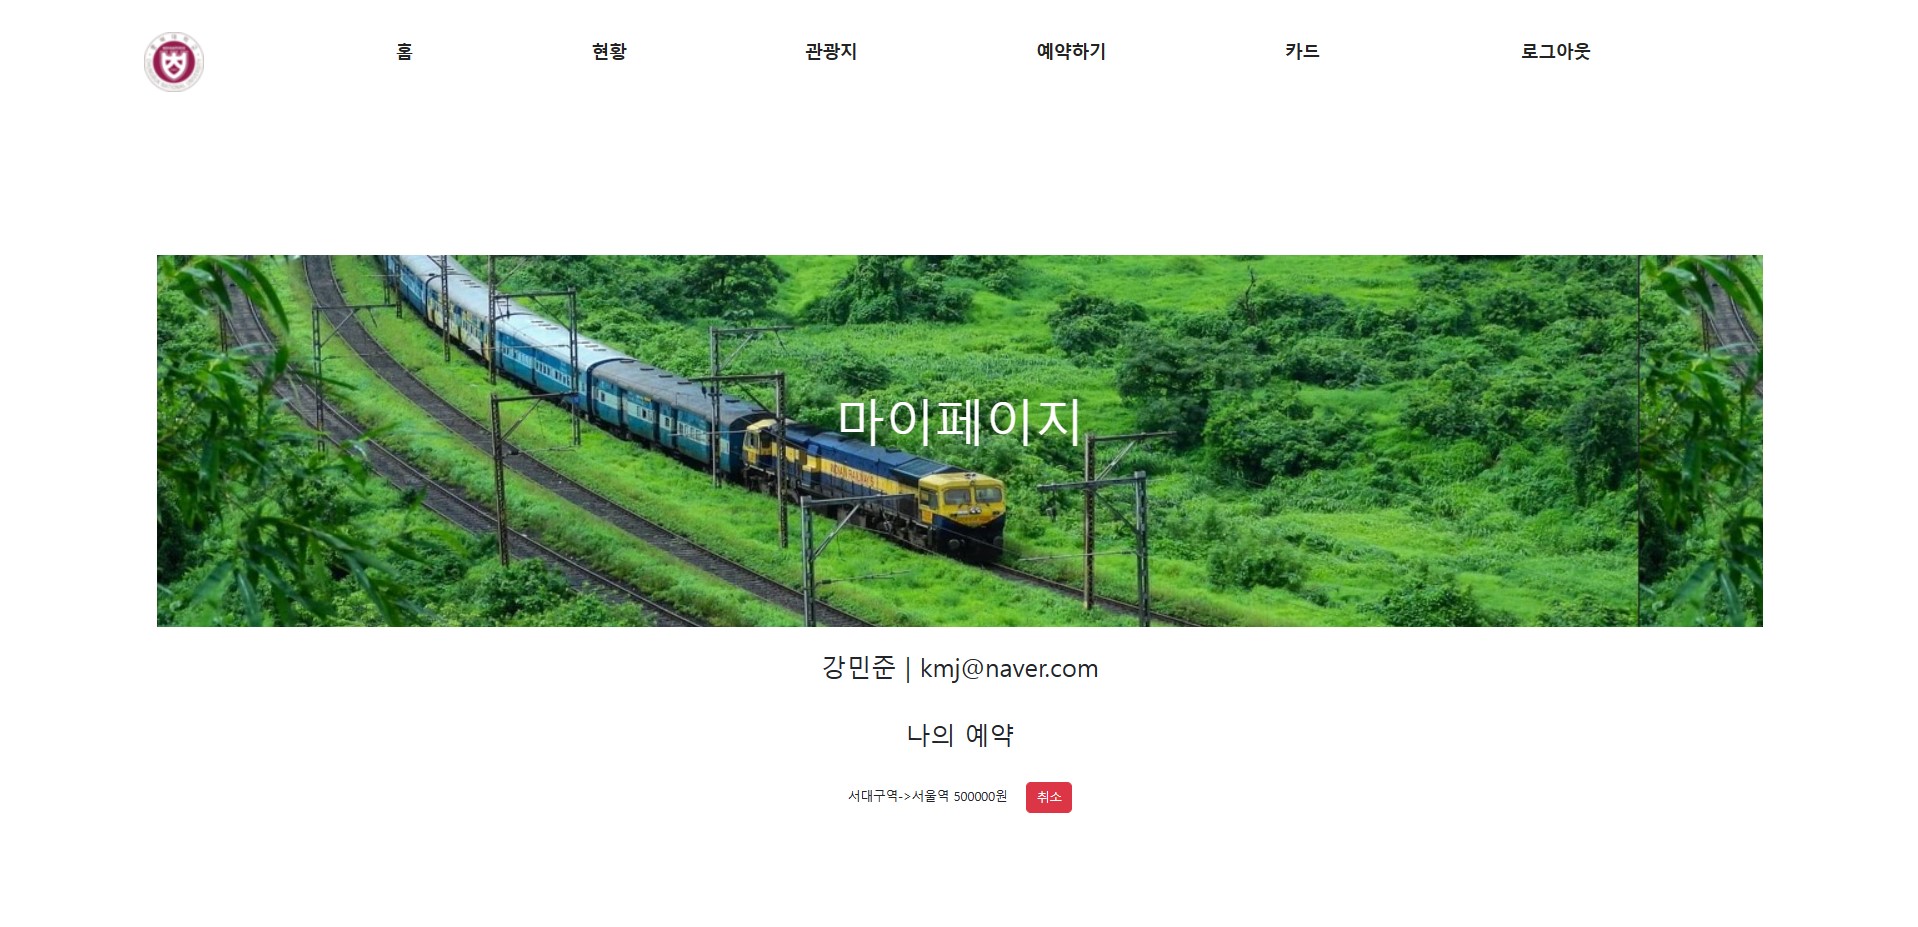 홈 현황 관광지 예약하기 카드 로그아웃
마이페이지
강민준 | kmj@naver.com
나의 예약
서대구역->서울역 500000원 취소